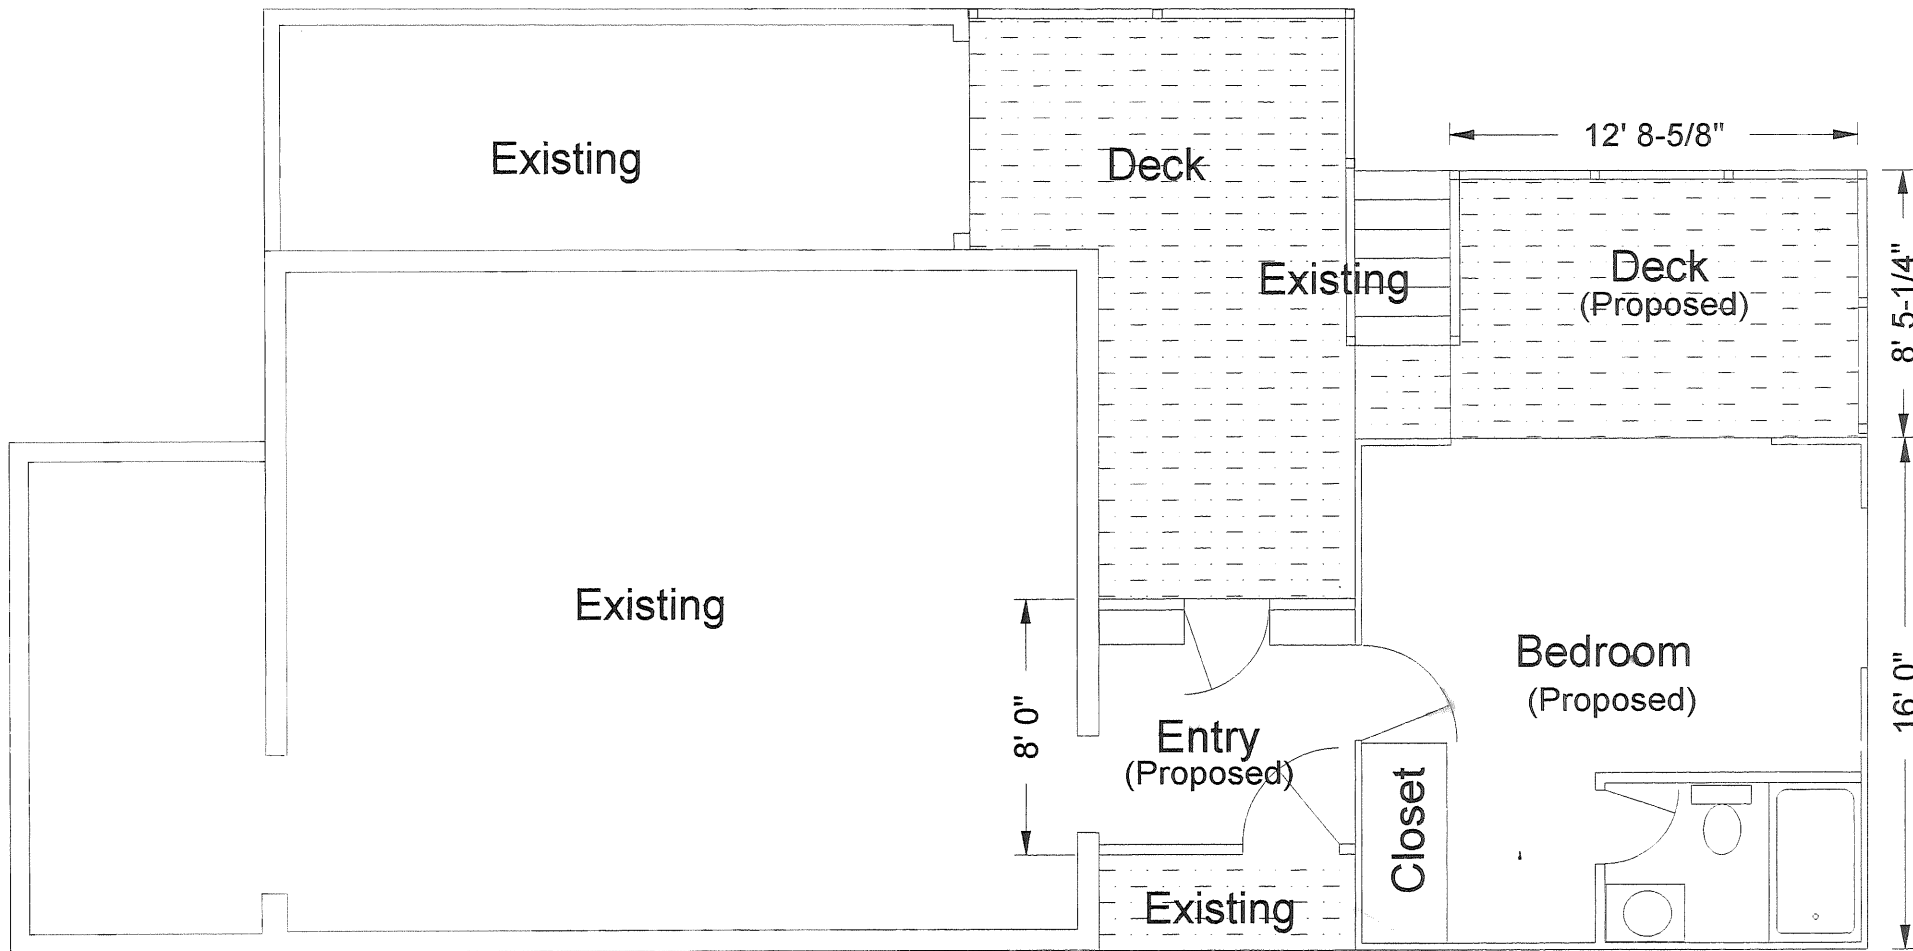 12' 8-5/8"
Existing
Deck
Existing
Deck
(Proposed)
8' 5-1/4"
Existing
Bedroom
(Proposed)
16' 0"
8' 0"
Entry
(Proposed)
Closet
Existing